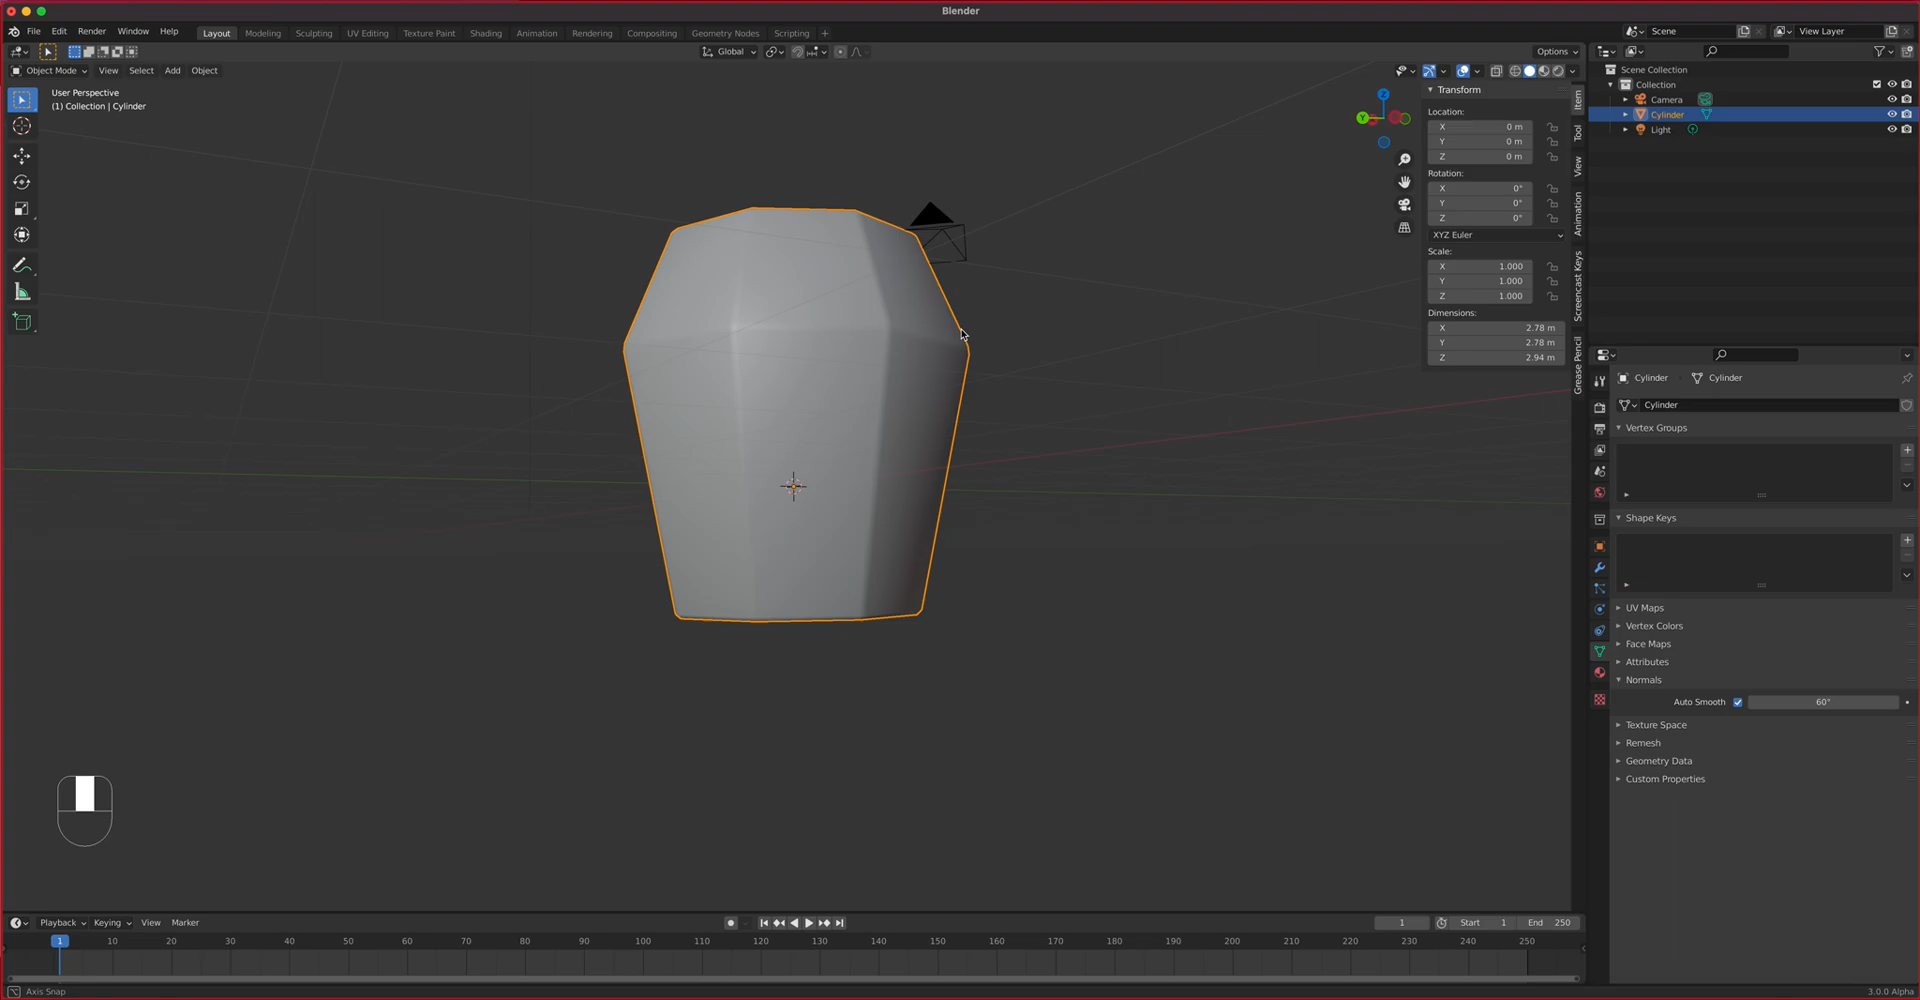 Blender
File Edit Render Window Help Layout Modeling Sculpting UV Editing Texture Paint Shading Animation Rendering Compositing Geometry Nodes Scripting + Scene View Layer
Global Options
Object Mode View Select Add Object
User Perspective
(1) Collection | Cylinder
Z
Y
Transform
Location:
X 0 m
Y 0 m
Z 0 m
Rotation:
X 0°
Y 0°
Z 0°
XYZ Euler
Scale:
X 1.000
Y 1.000
Z 1.000
Dimensions:
X 2.78 m
Y 2.78 m
Z 2.94 m
Item
Tool
View
Animation
Screencast Keys
Grease Pencil
Scene Collection
Collection
Camera
Cylinder
Light
Cylinder Cylinder
Cylinder
Vertex Groups
Shape Keys
UV Maps
Vertex Colors
Face Maps
Attributes
Normals
Auto Smooth 60°
Texture Space
Remesh
Geometry Data
Custom Properties
Playback Keying View Marker 1 Start 1 End 250
1 10 20 30 40 50 60 70 80 90 100 110 120 130 140 150 160 170 180 190 200 210 220 230 240 250
Axis Snap 3.0.0 Alpha